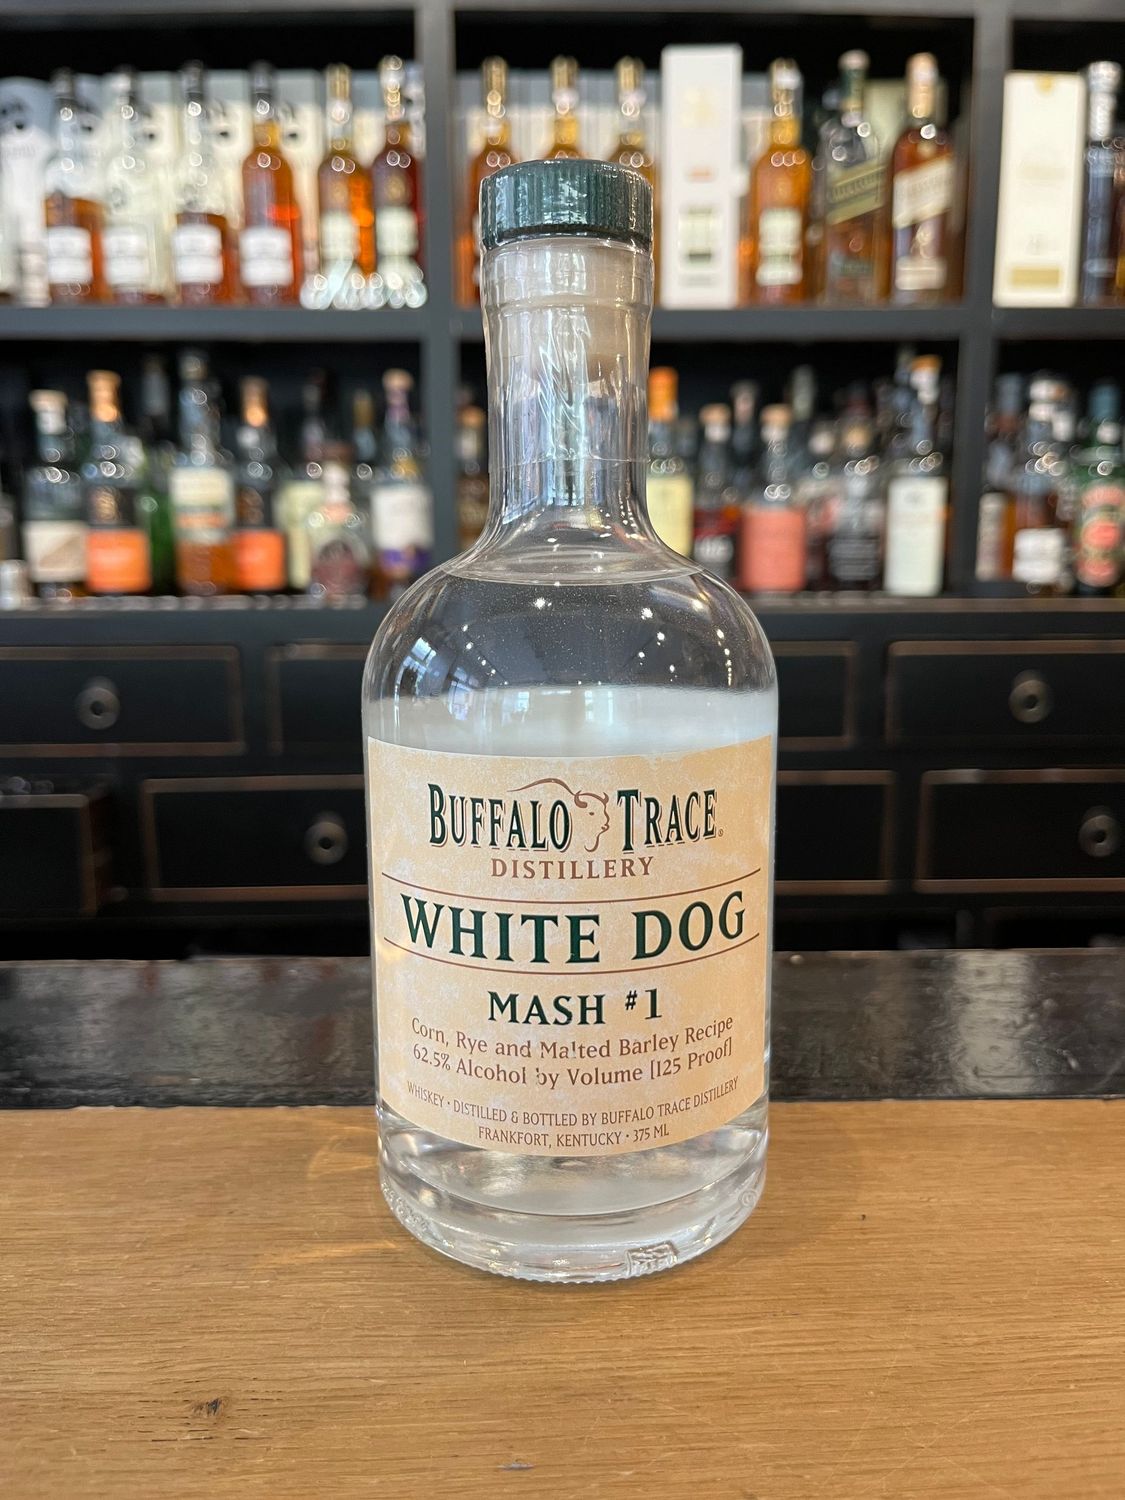 BUFFALO TRACE®
DISTILLERY
WHITE DOG
MASH #1
Corn, Rye and Malted Barley Recipe
62.5% Alcohol by Volume [125 Proof]
WHISKEY • DISTILLED & BOTTLED BY BUFFALO TRACE DISTILLERY
FRANKFORT, KENTUCKY • 375 ML